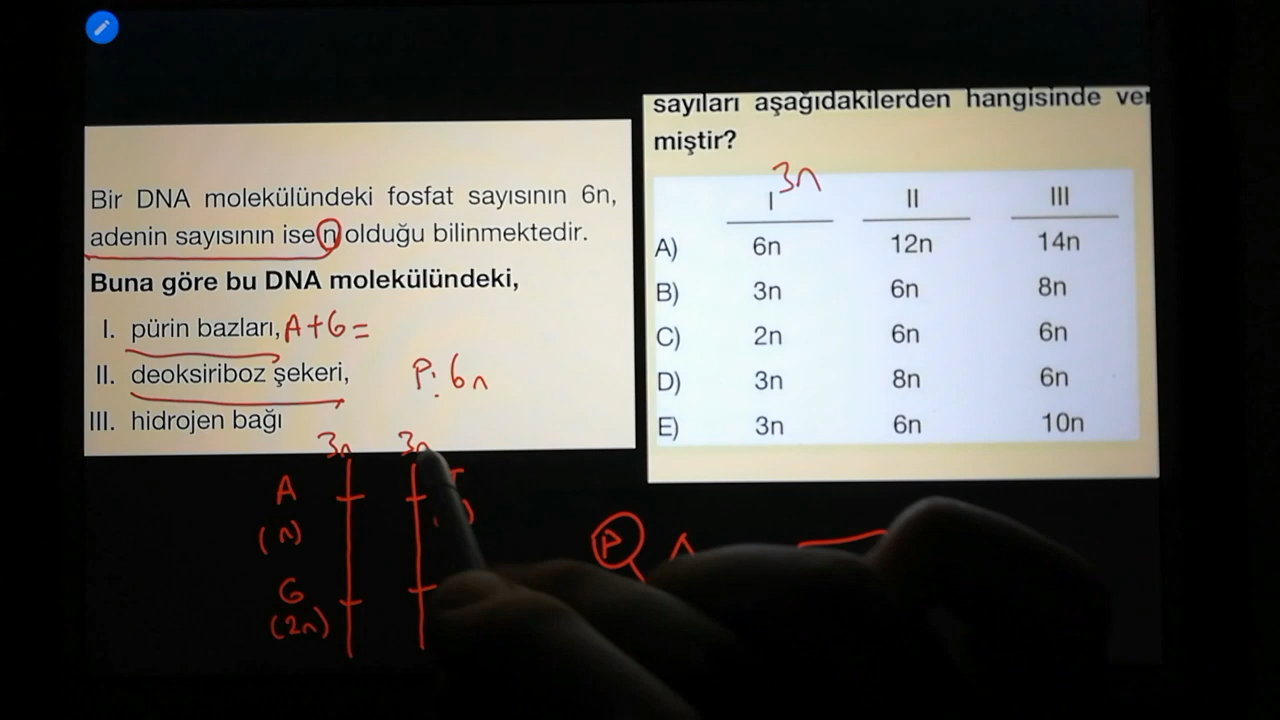 Bir DNA molekülündeki fosfat sayısının 6n,
adenin sayısının ise n olduğu bilinmektedir.
Buna göre bu DNA molekülündeki,
I. pürin bazları, A+G=
II. deoksiriboz şekeri,
P: 6n
III. hidrojen bağı
3n 3n
A
(n)
G
(2n)
P
sayıları aşağıdakilerden hangisinde
miştir?
3n
I II III
A) 6n 12n 14n
B) 3n 6n 8n
C) 2n 6n 6n
D) 3n 8n 6n
E) 3n 6n 10n